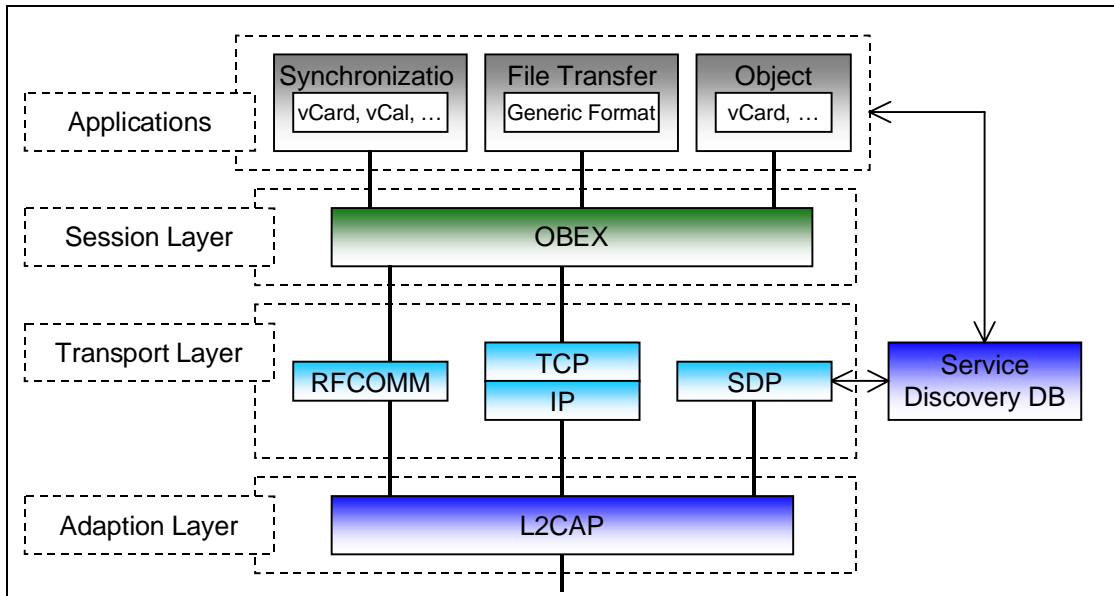 Synchronizatio
File Transfer
Object
vCard, vCal, …
Generic Format
vCard, …
Applications
Session Layer
OBEX
Transport Layer
RFCOMM
TCP
IP
SDP
Service
Discovery DB
Adaption Layer
L2CAP